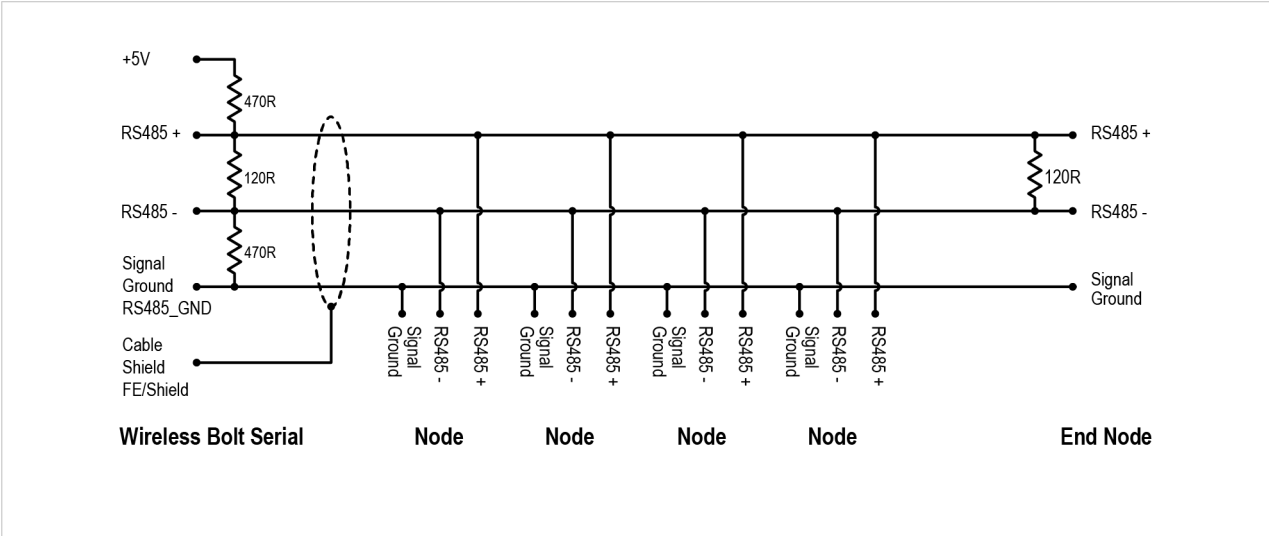 +5V
470R
RS485 +
RS485 +
120R
120R
RS485 -
RS485 -
470R
Signal
Ground
RS485_GND
Signal
Ground
Cable
Shield
FE/Shield
Signal
Ground
RS485 -
RS485 +
Signal
Ground
RS485 -
RS485 +
Signal
Ground
RS485 -
RS485 +
Signal
Ground
RS485 -
RS485 +
Wireless Bolt Serial
Node
Node
Node
Node
End Node